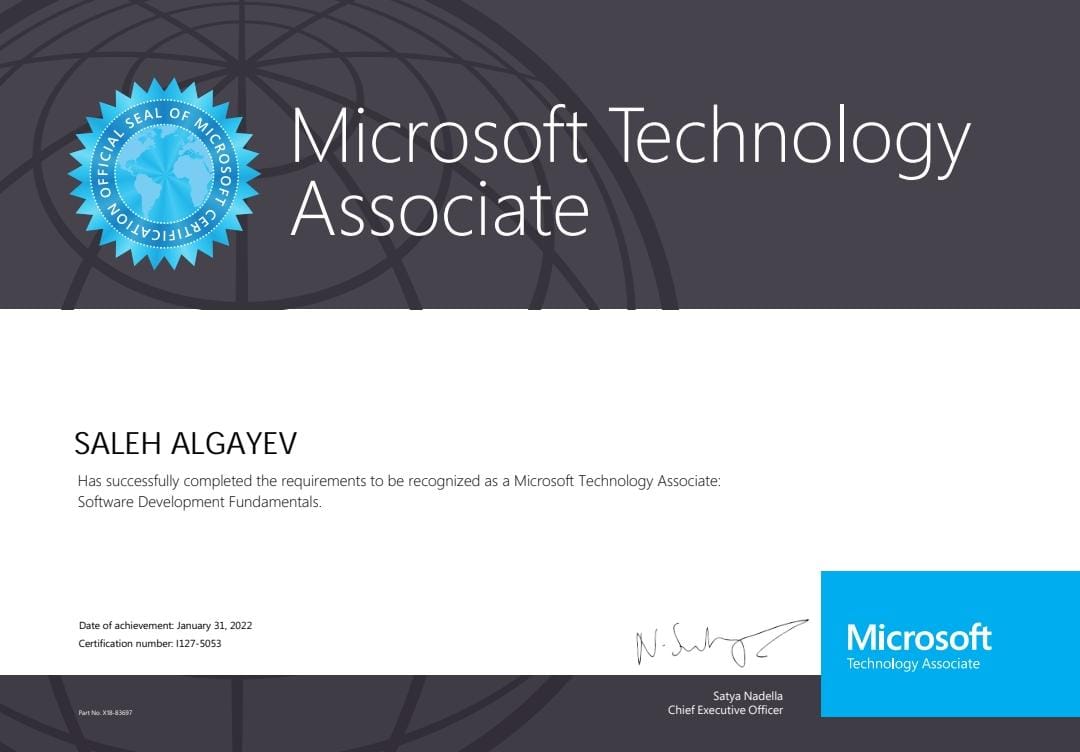 OFFICIAL SEAL OF MICROSOFT CERTIFICATION
Microsoft Technology
Associate
SALEH ALGAYEV
Has successfully completed the requirements to be recognized as a Microsoft Technology Associate:
Software Development Fundamentals.
Date of achievement: January 31, 2022
Certification number: I127-5053
Part No. X18-83697
Satya Nadella
Chief Executive Officer
Microsoft
Technology Associate